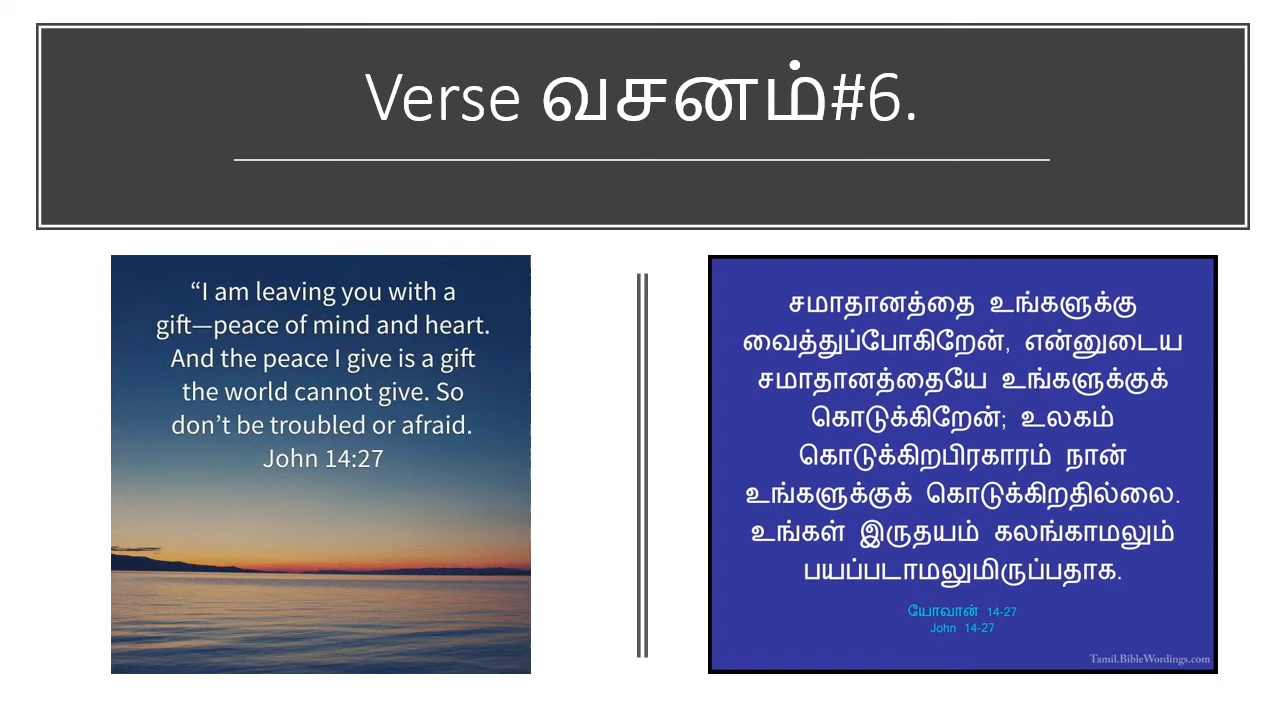 Verse வசனம்#6.
“I am leaving you with a
gift—peace of mind and heart.
And the peace I give is a gift
the world cannot give. So
don’t be troubled or afraid.
John 14:27
சமாதானத்தை உங்களுக்கு
வைத்துப்போகிறேன், என்னுடைய
சமாதானத்தையே உங்களுக்குக்
கொடுக்கிறேன்; உலகம்
கொடுக்கிறபிரகாரம் நான்
உங்களுக்குக் கொடுக்கிறதில்லை.
உங்கள் இருதயம் கலங்காமலும்
பயப்படாமலுமிருப்பதாக.
யோவான் 14-27
John 14-27
Tamil.BibleWordings.com